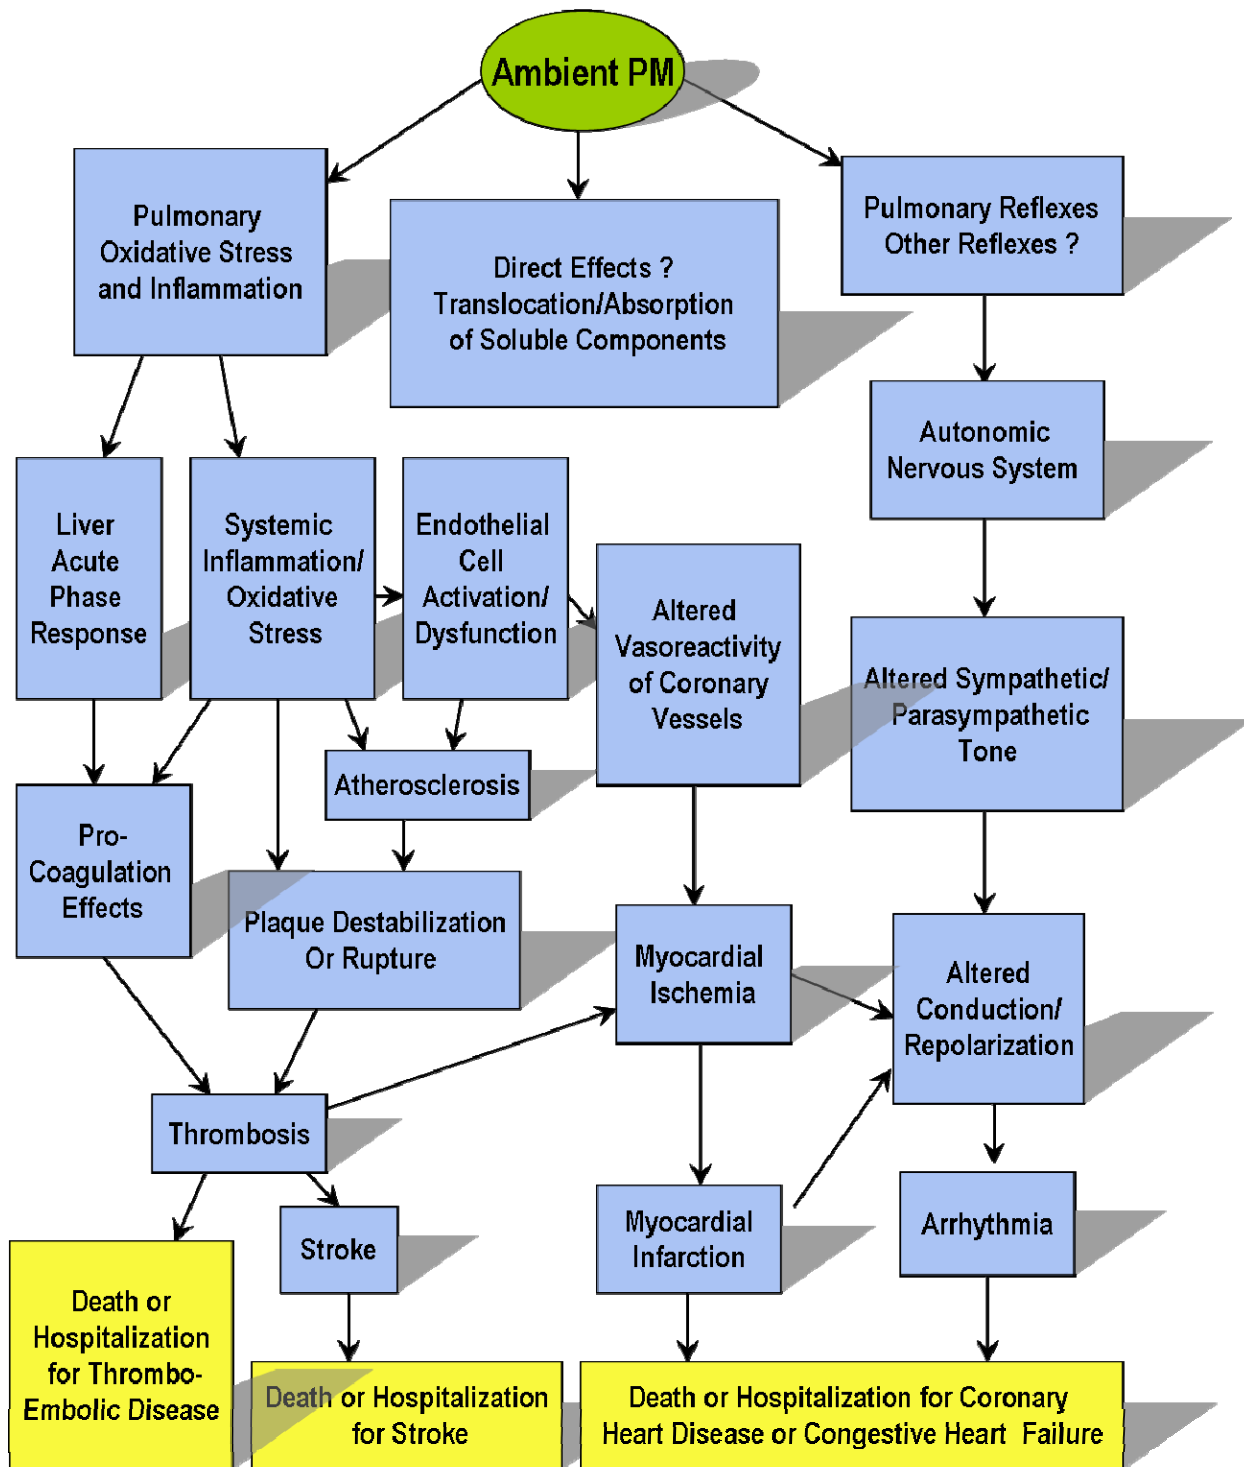 Ambient PM
Pulmonary
Oxidative Stress
and Inflammation
Direct Effects ?
Translocation/Absorption
of Soluble Components
Pulmonary Reflexes
Other Reflexes ?
Autonomic
Nervous System
Liver
Acute
Phase
Response
Systemic
Inflammation/
Oxidative
Stress
Endothelial
Cell
Activation/
Dysfunction
Altered
Vasoreactivity
of Coronary
Vessels
Altered Sympathetic/
Parasympathetic
Tone
Atherosclerosis
Pro-
Coagulation
Effects
Plaque Destabilization
Or Rupture
Myocardial
Ischemia
Altered
Conduction/
Repolarization
Thrombosis
Stroke
Myocardial
Infarction
Arrhythmia
Death or
Hospitalization
for Thrombo-
Embolic Disease
Death or Hospitalization
for Stroke
Death or Hospitalization for Coronary
Heart Disease or Congestive Heart Failure